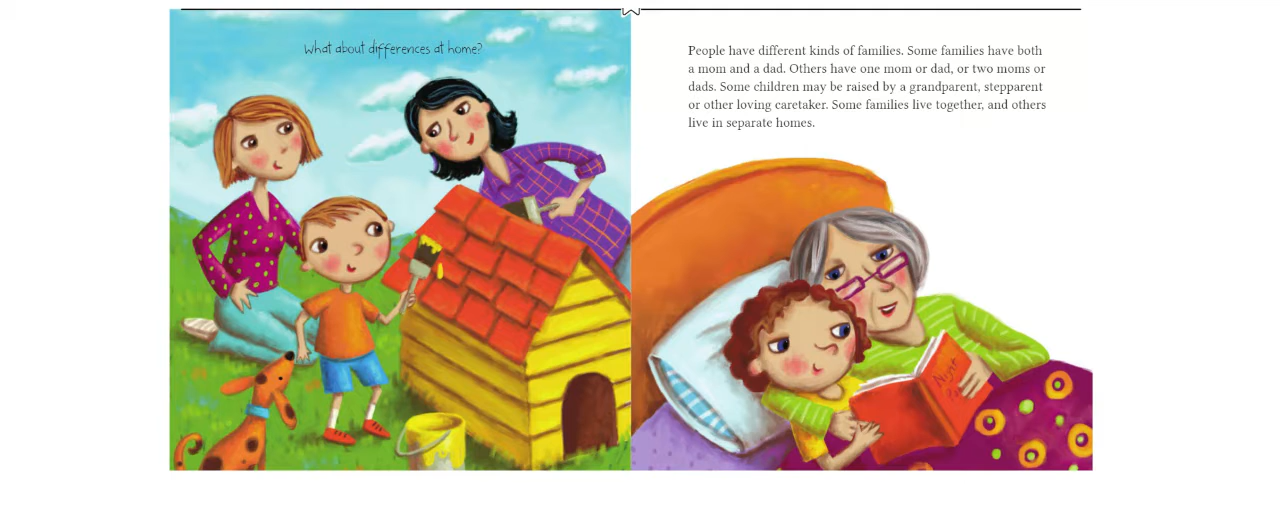 What about differences at home?
People have different kinds of families. Some families have both
a mom and a dad. Others have one mom or dad, or two moms or
dads. Some children may be raised by a grandparent, stepparent
or other loving caretaker. Some families live together, and others
live in separate homes.
Night